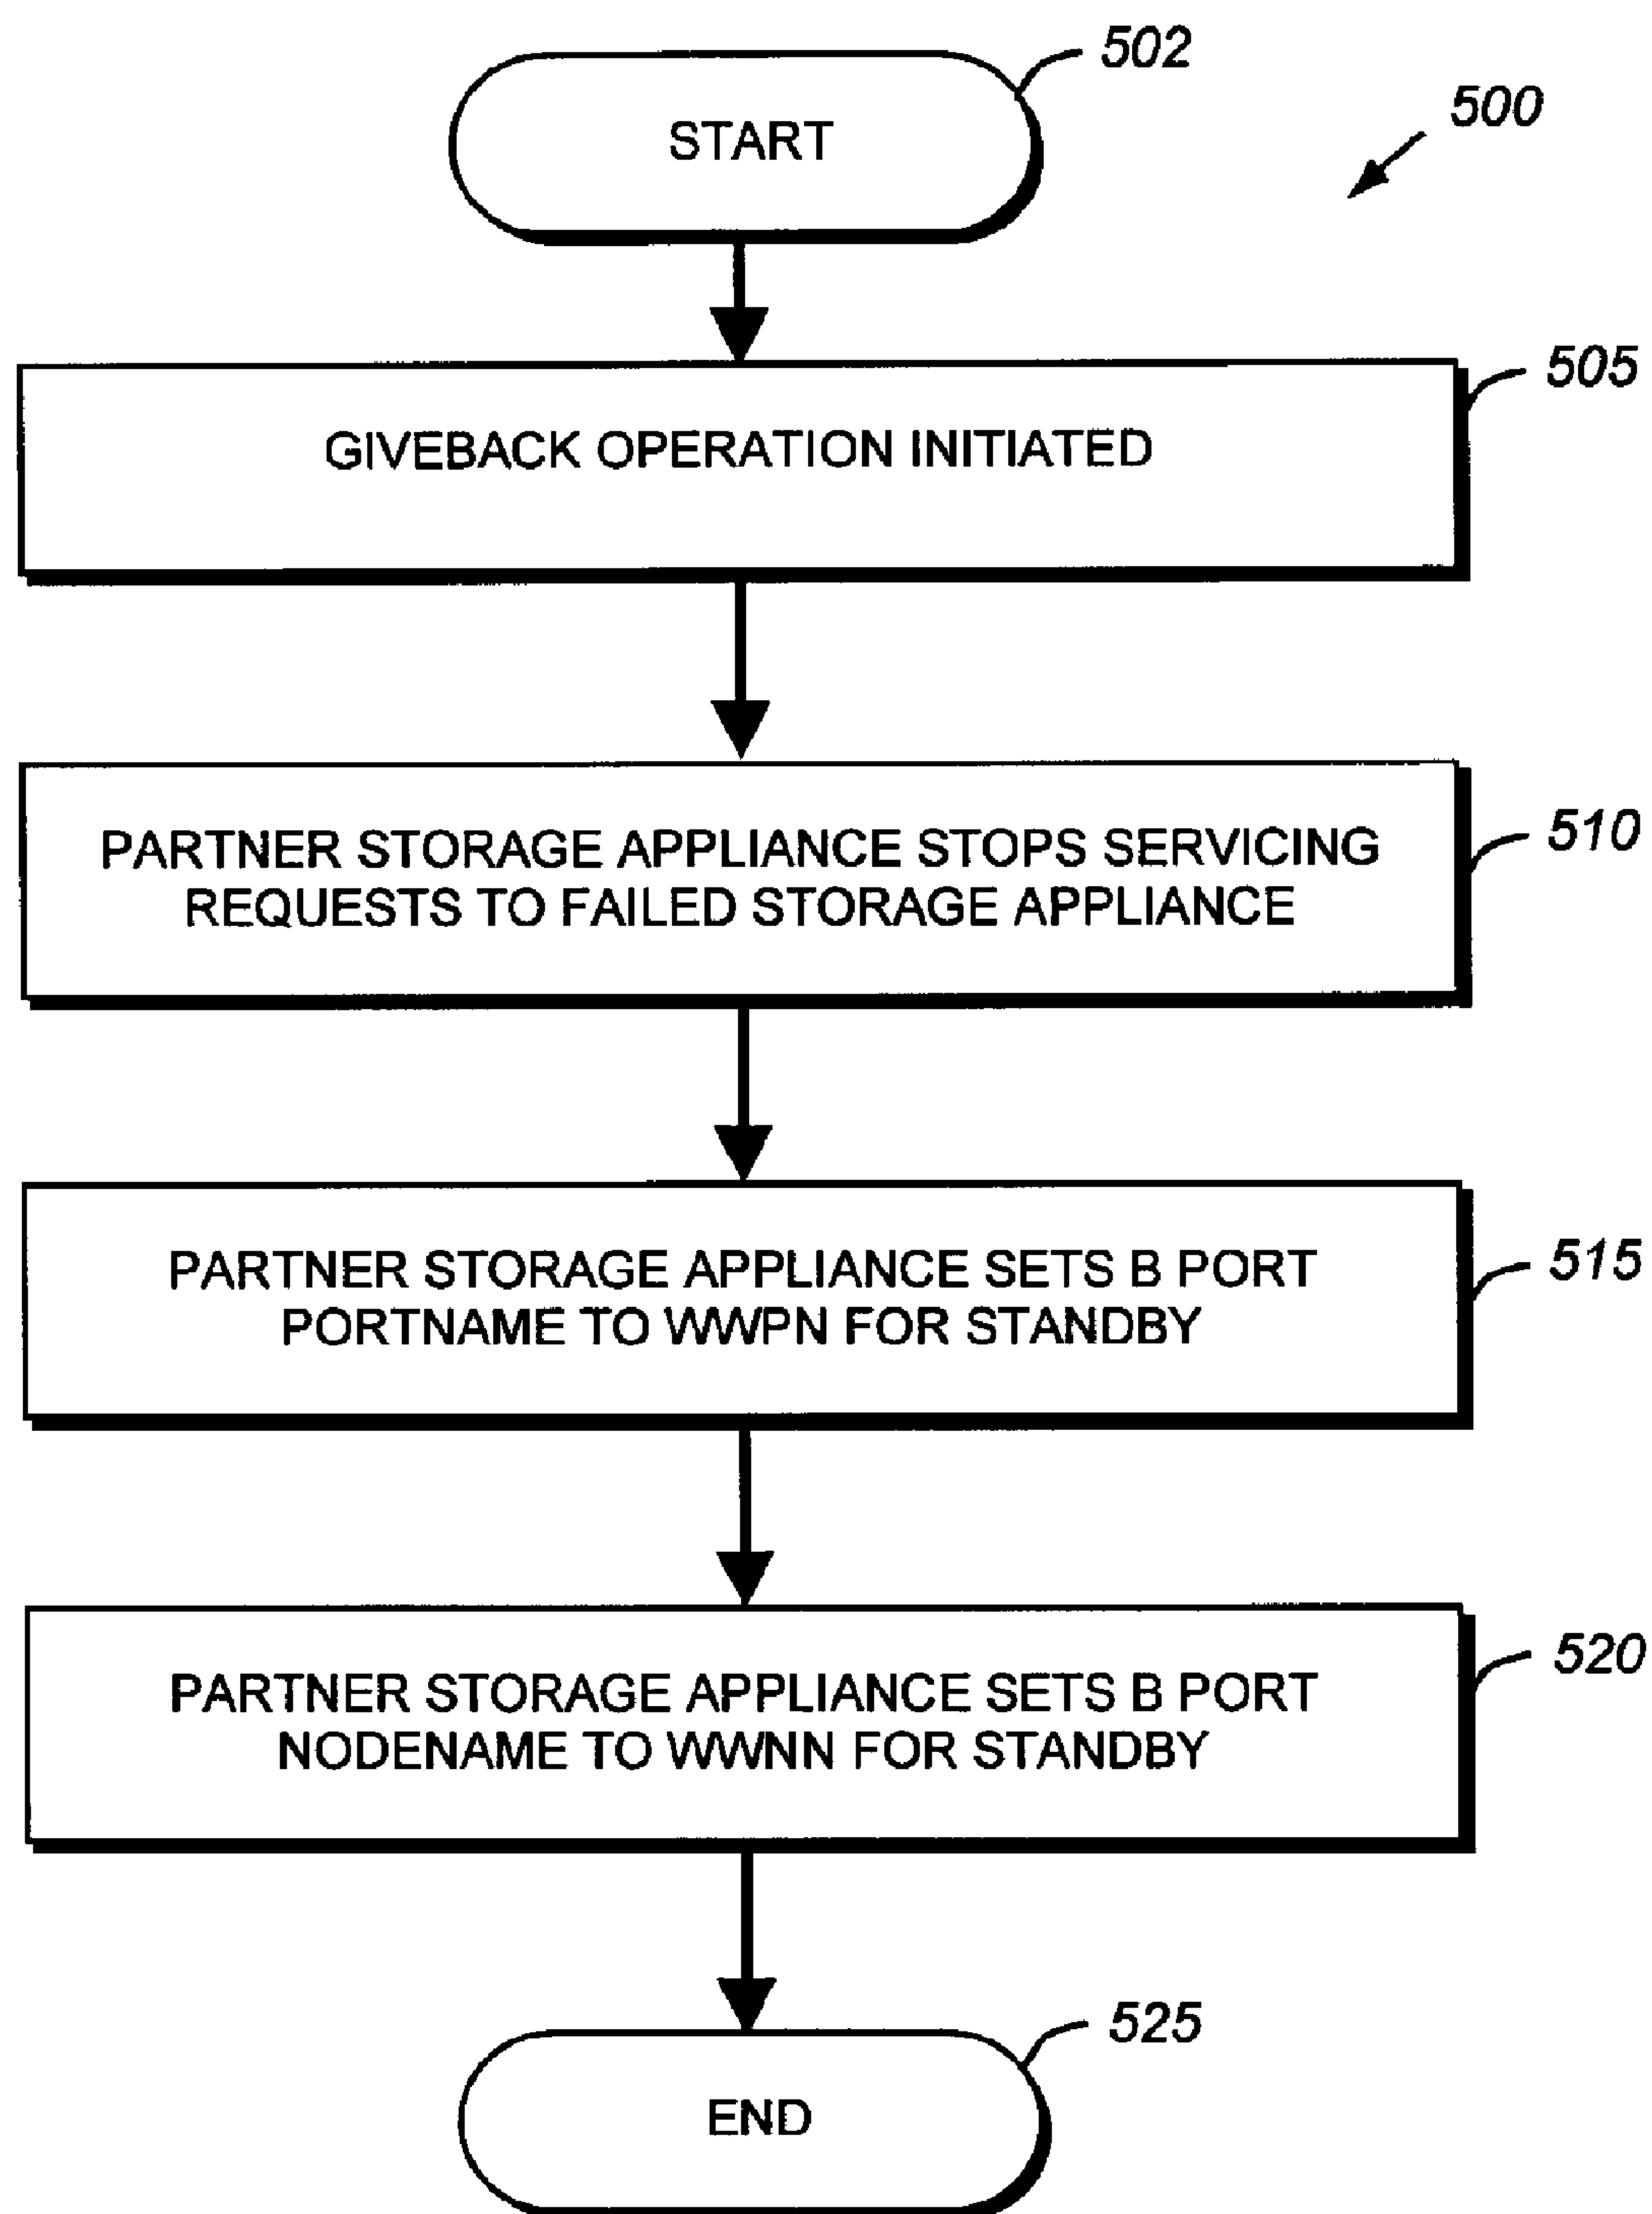 502
START
500
505
GIVEBACK OPERATION INITIATED
510
PARTNER STORAGE APPLIANCE STOPS SERVICING
REQUESTS TO FAILED STORAGE APPLIANCE
515
PARTNER STORAGE APPLIANCE SETS B PORT
PORTNAME TO WWPN FOR STANDBY
520
PARTNER STORAGE APPLIANCE SETS B PORT
NODENAME TO WWNN FOR STANDBY
525
END